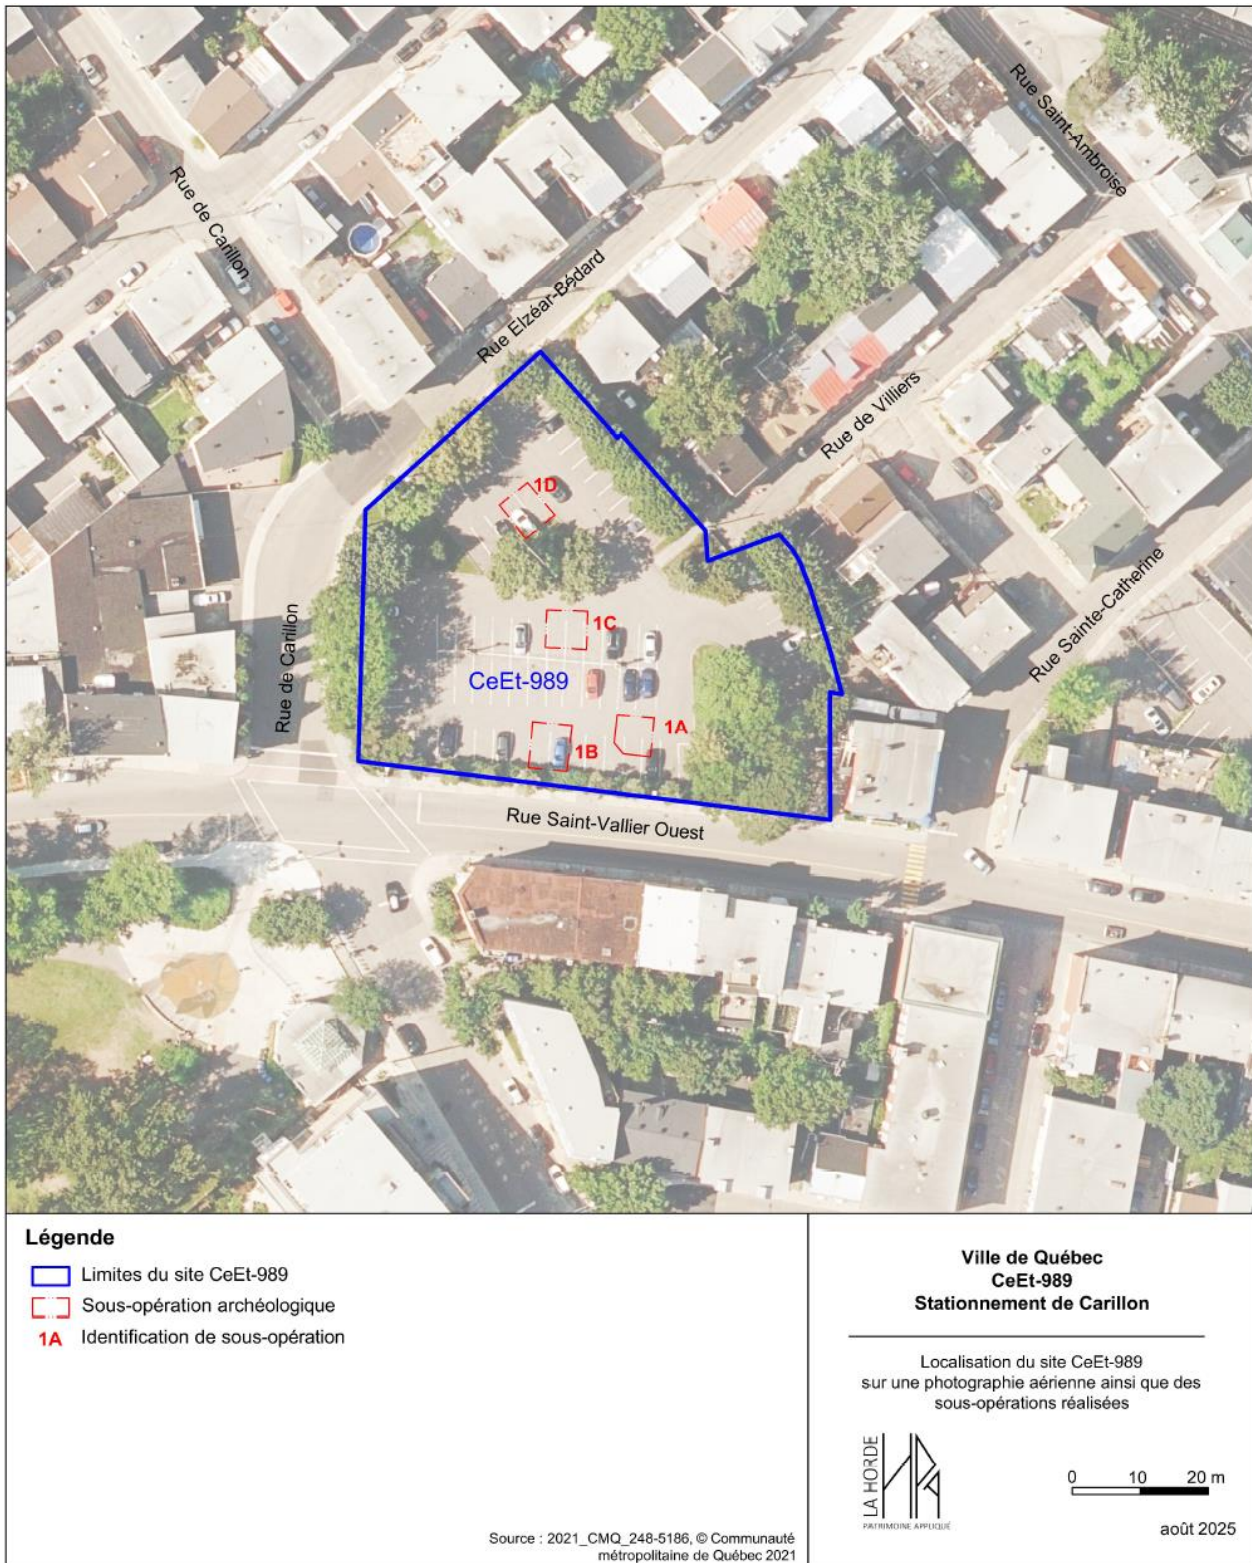 Rue Saint-Ambroise
Rue de Carillon
Rue Elzéar-Bédard
Rue de Villiers
1D
Rue Sainte-Catherine
1C
Rue de Carillon
CeEt-989
1A
1B
Rue Saint-Vallier Ouest
Légende
Limites du site CeEt-989
Sous-opération archéologique
1A Identification de sous-opération
Source : 2021_CMQ_248-5186, © Communauté
métropolitaine de Québec 2021
Ville de Québec
CeEt-989
Stationnement de Carillon
Localisation du site CeEt-989
sur une photographie aérienne ainsi que des
sous-opérations réalisées
LA HORDE
PATRIMOINE APPLIQUÉ
0 10 20 m
août 2025